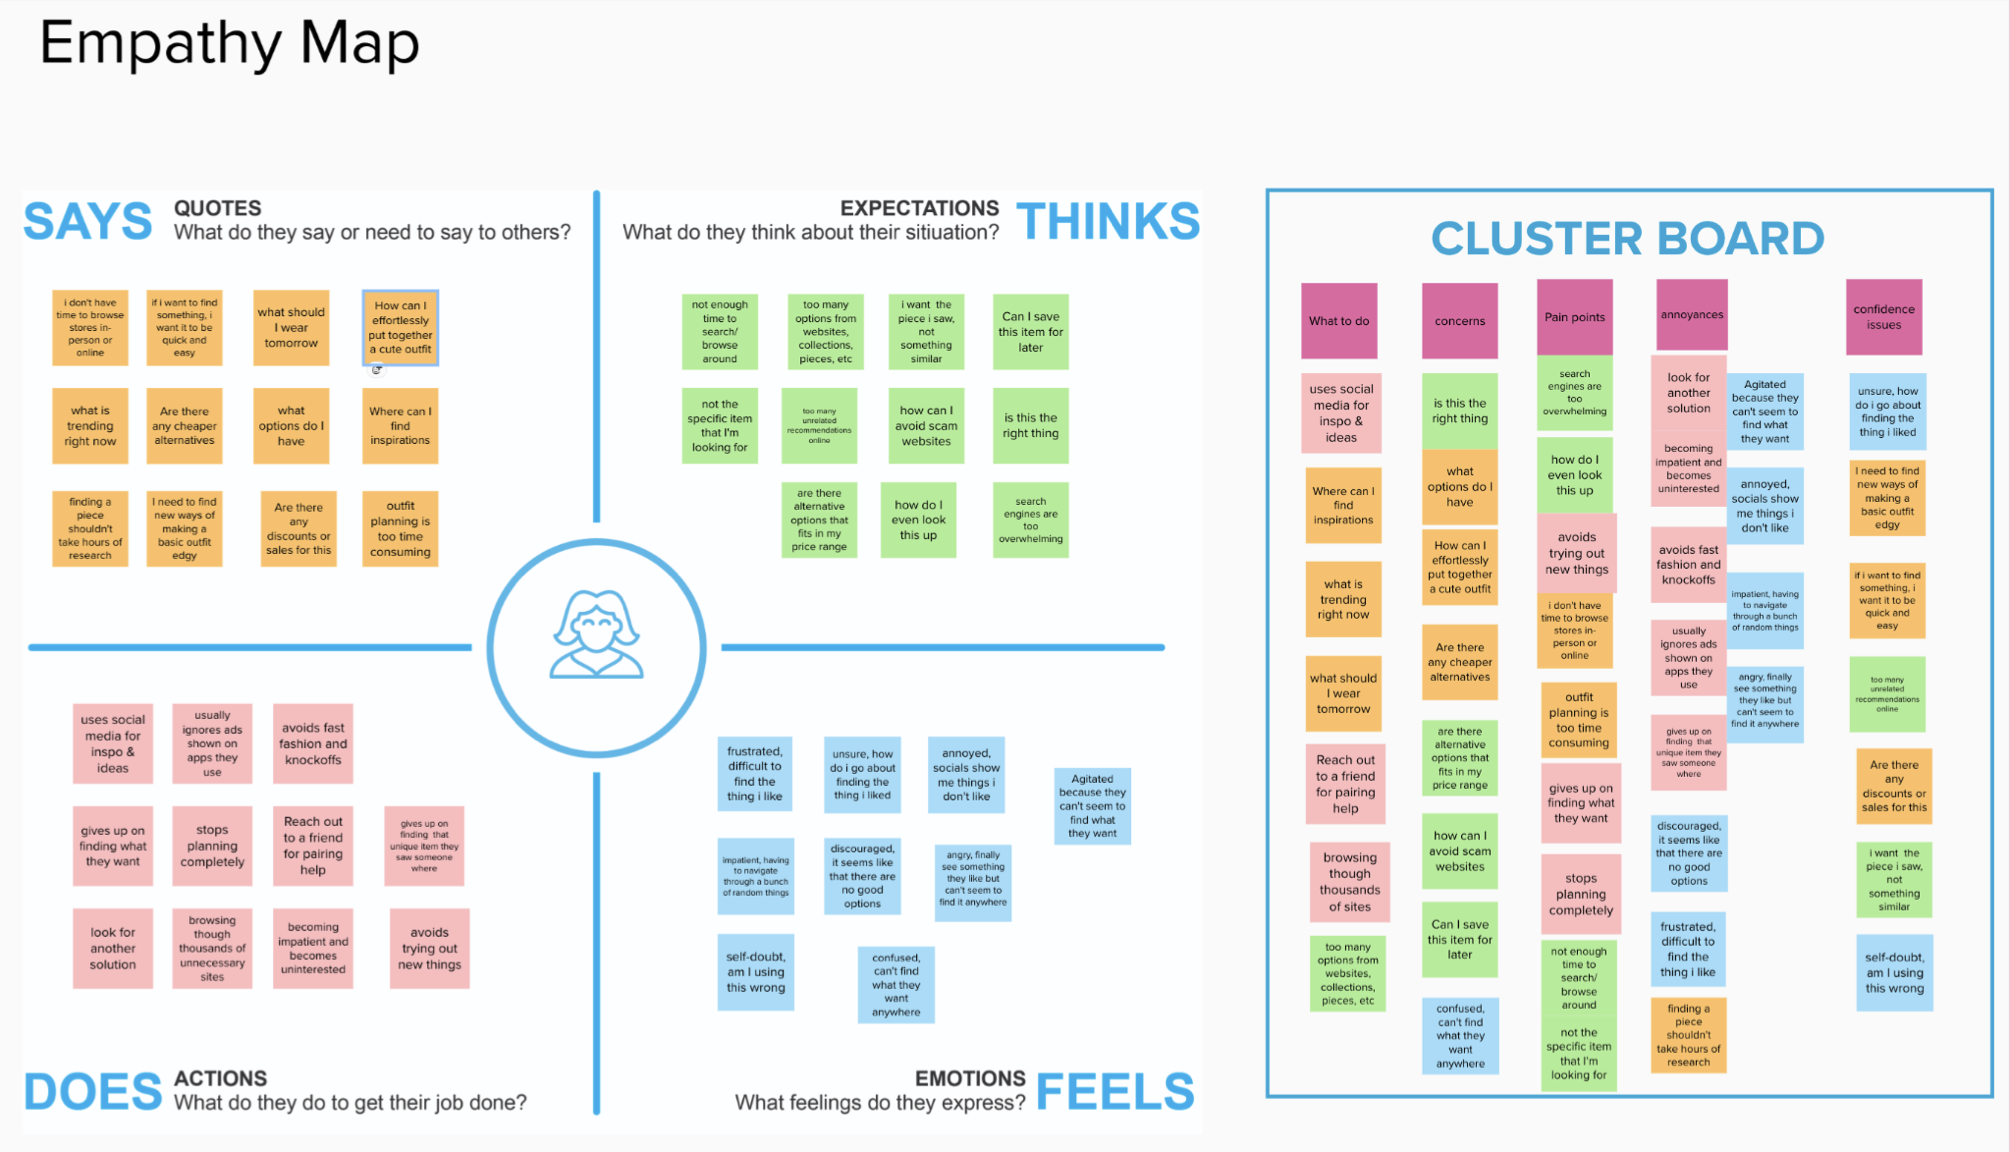 Empathy Map
SAYS
QUOTES
What do they say or need to say to others?
i don't have
time to browse
stores in-
person or
online
if i want to find
something, i
want it to be
quick and
easy
what should
I wear
tomorrow
How can I
effortlessly
put together
a cute outfit
what is
trending
right now
Are there
any cheaper
alternatives
what
options do I
have
Where can I
find
inspirations
finding a
piece
shouldn't
take hours of
research
I need to find
new ways of
making a
basic outfit
edgy
Are there
any
discounts or
sales for this
outfit
planning is
too time
consuming
EXPECTATIONS
What do they think about their sitiuation?
THINKS
not enough
time to
search/
browse
around
too many
options from
websites,
collections,
pieces, etc
i want the
piece i saw,
not
something
similar
Can I save
this item for
later
not the
specific item
that I'm
looking for
too many
unrelated
recommendations
online
how can I
avoid scam
websites
is this the
right thing
are there
alternative
options that
fits in my
price range
how do I
even look
this up
search
engines are
too
overwhelming
uses social
media for
inspo &
ideas
usually
ignores ads
shown on
apps they
use
avoids fast
fashion and
knockoffs
gives up on
finding what
they want
stops
planning
completely
Reach out
to a friend
for pairing
help
gives up on
finding that
unique item they
saw someone
where
look for
another
solution
browsing
though
thousands of
unnecessary
sites
becoming
impatient and
becomes
uninterested
avoids
trying out
new things
DOES
ACTIONS
What do they do to get their job done?
frustrated,
difficult to
find the
thing i like
unsure, how
do i go about
finding the
thing i liked
annoyed,
socials show
me things i
don't like
Agitated
because they
can't seem to
find what
they want
impatient, having
to navigate
through a bunch
of random things
discouraged,
it seems like
that there are
no good
options
angry, finally
see something
they like but
can't seem to
find it anywhere
self-doubt,
am I using
this wrong
confused,
can't find
what they
want
anywhere
EMOTIONS
What feelings do they express?
FEELS
CLUSTER BOARD
What to do
uses social
media for
inspo &
ideas
Where can I
find
inspirations
what is
trending
right now
what should
I wear
tomorrow
Reach out
to a friend
for pairing
help
browsing
though
thousands
of sites
too many
options from
websites,
collections,
pieces, etc
concerns
is this the
right thing
what
options do I
have
How can I
effortlessly
put together
a cute outfit
Are there
any cheaper
alternatives
are there
alternative
options that
fits in my
price range
how can I
avoid scam
websites
Can I save
this item for
later
confused,
can't find
what they
want
anywhere
Pain points
search
engines are
too
overwhelming
how do I
even look
this up
avoids
trying out
new things
i don't have
time to browse
stores in-
person or
online
outfit
planning is
too time
consuming
gives up on
finding what
they want
stops
planning
completely
not enough
time to
search/
browse
around
not the
specific item
that I'm
looking for
annoyances
look for
another
solution
becoming
impatient and
becomes
uninterested
avoids fast
fashion and
knockoffs
usually
ignores ads
shown on
apps they
use
gives up on
finding that
unique item they
saw someone
where
discouraged,
it seems like
that there are
no good
options
frustrated,
difficult to
find the
thing i like
finding a
piece
shouldn't
take hours of
research
Agitated
because they
can't seem to
find what
they want
annoyed,
socials show
me things i
don't like
impatient, having
to navigate
through a bunch
of random things
angry, finally
see something
they like but
can't seem to
find it anywhere
confidence
issues
unsure, how
do i go about
finding the
thing i liked
I need to find
new ways of
making a
basic outfit
edgy
if i want to find
something, i
want it to be
quick and
easy
too many
unrelated
recommendations
online
Are there
any
discounts or
sales for this
i want the
piece i saw,
not
something
similar
self-doubt,
am I using
this wrong